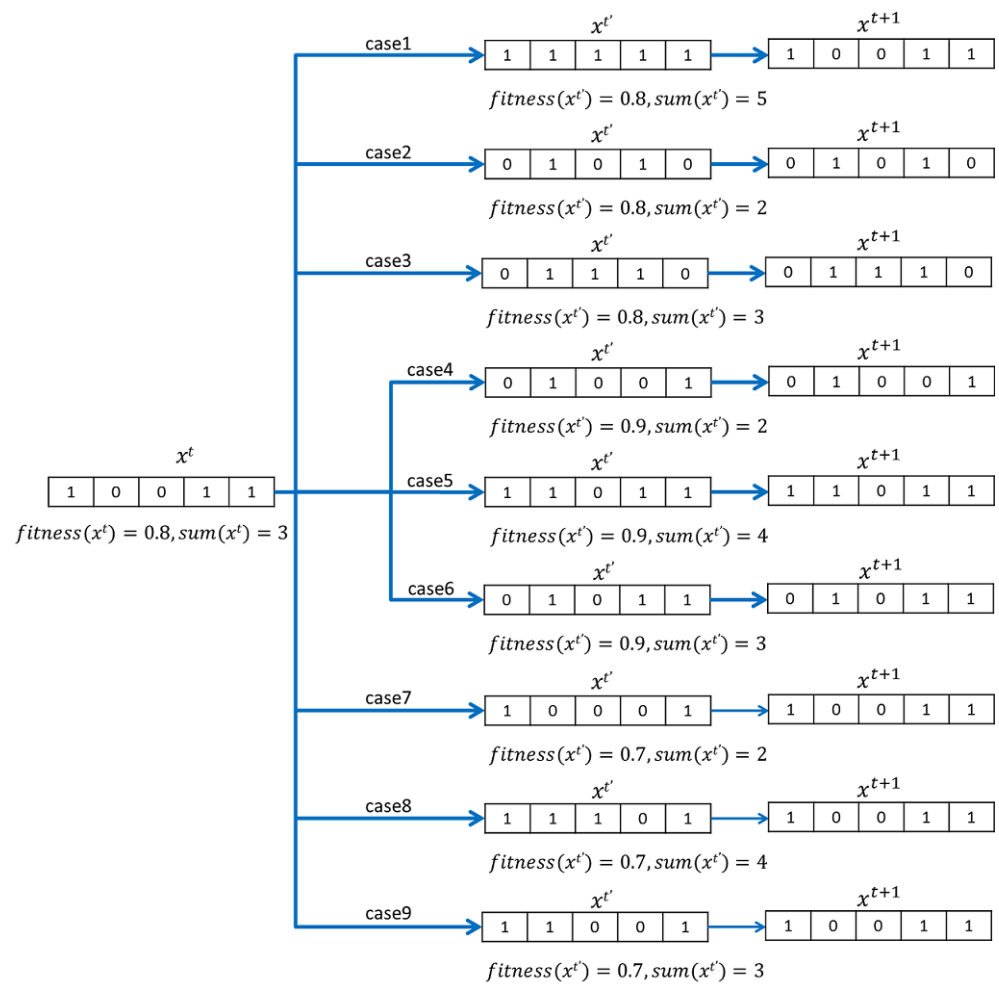 case1
x^{t'}
x^{t+1}
1 1 1 1 1
1 0 0 1 1
fitness(x^{t'}) = 0.8, sum(x^{t'}) = 5
case2
x^{t'}
x^{t+1}
0 1 0 1 0
0 1 0 1 0
fitness(x^{t'}) = 0.8, sum(x^{t'}) = 2
case3
x^{t'}
x^{t+1}
0 1 1 1 0
0 1 1 1 0
fitness(x^{t'}) = 0.8, sum(x^{t'}) = 3
case4
x^{t'}
x^{t+1}
0 1 0 0 1
0 1 0 0 1
fitness(x^{t'}) = 0.9, sum(x^{t'}) = 2
x^{t}
1 0 0 1 1
fitness(x^{t}) = 0.8, sum(x^{t}) = 3
case5
x^{t'}
x^{t+1}
1 1 0 1 1
1 1 0 1 1
fitness(x^{t'}) = 0.9, sum(x^{t'}) = 4
case6
x^{t'}
x^{t+1}
0 1 0 1 1
0 1 0 1 1
fitness(x^{t'}) = 0.9, sum(x^{t'}) = 3
case7
x^{t'}
x^{t+1}
1 0 0 0 1
1 0 0 1 1
fitness(x^{t'}) = 0.7, sum(x^{t'}) = 2
case8
x^{t'}
x^{t+1}
1 1 1 0 1
1 0 0 1 1
fitness(x^{t'}) = 0.7, sum(x^{t'}) = 4
case9
x^{t'}
x^{t+1}
1 1 0 0 1
1 0 0 1 1
fitness(x^{t'}) = 0.7, sum(x^{t'}) = 3